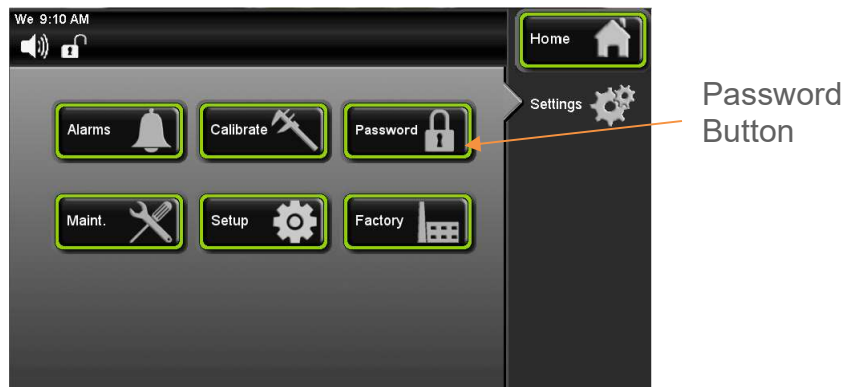 We 9:10 AM
Home
Settings
Alarms
Calibrate
Password
Maint.
Setup
Factory
Password
Button